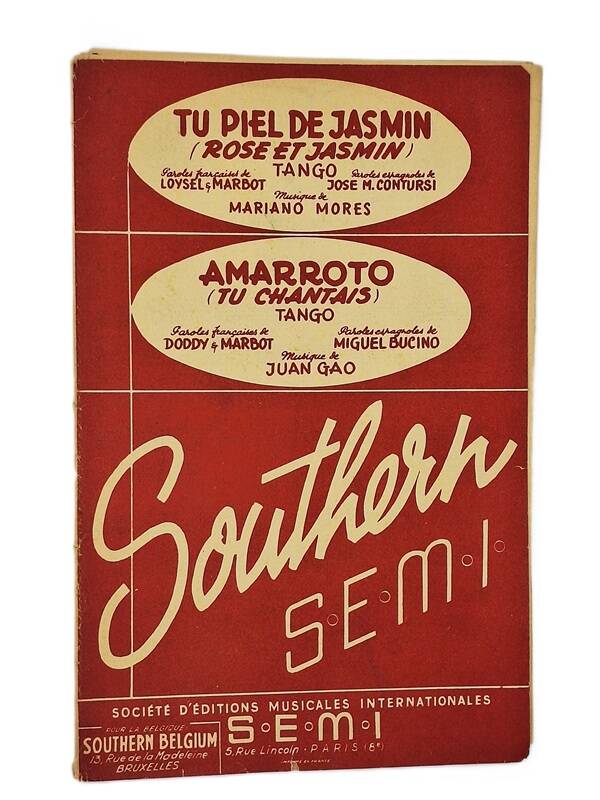 TU PIEL DE JASMIN
(ROSE ET JASMIN)
TANGO
Paroles françaises de Paroles espagnoles de
LOYSEL & MARBOT JOSE M. CONTURSI
Musique de
MARIANO MORES
AMARROTO
(TU CHANTAIS)
TANGO
Paroles françaises de Paroles espagnoles de
DODDY & MARBOT MIGUEL BUCINO
Musique de
JUAN GAO
Southern
S·E·M·I·
SOCIÉTÉ D'ÉDITIONS MUSICALES INTERNATIONALES
POUR LA BELGIQUE:
SOUTHERN BELGIUM
13, Rue de la Madeleine
BRUXELLES
S·E·M·I
5, Rue Lincoln - PARIS (8e)
IMPRIMÉ EN FRANCE